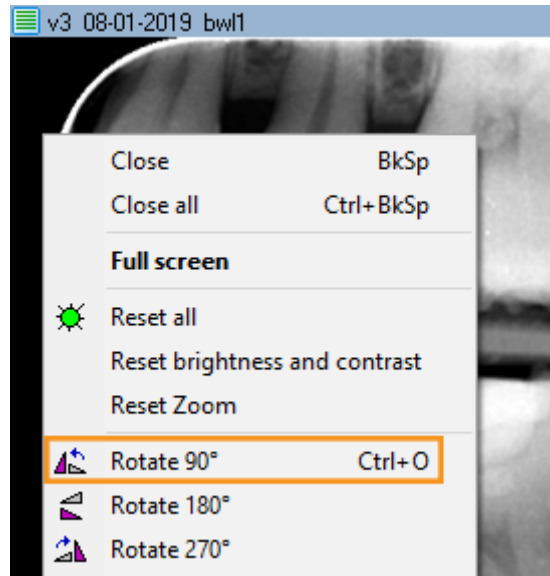 v3 08-01-2019 bwl1
Close BkSp
Close all Ctrl+BkSp
Full screen
Reset all
Reset brightness and contrast
Reset Zoom
Rotate 90° Ctrl+O
Rotate 180°
Rotate 270°